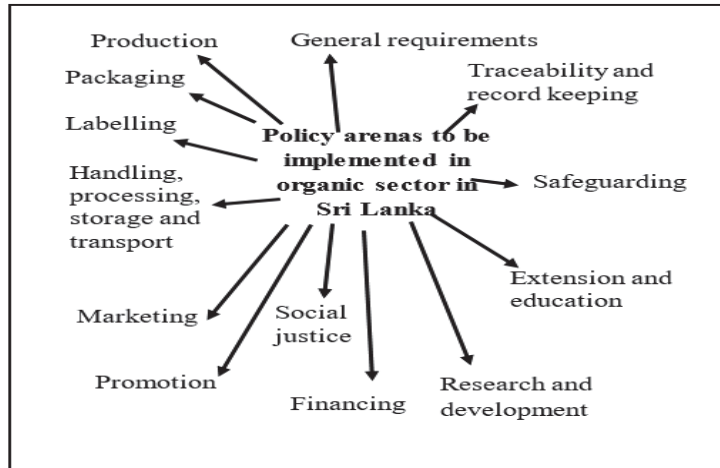 Production
General requirements
Packaging
Traceability and
record keeping
Labelling
Policy arenas to be
implemented in
organic sector in
Sri Lanka
Handling,
processing,
storage and
transport
Safeguarding
Extension and
education
Marketing
Social
justice
Promotion
Financing
Research and
development